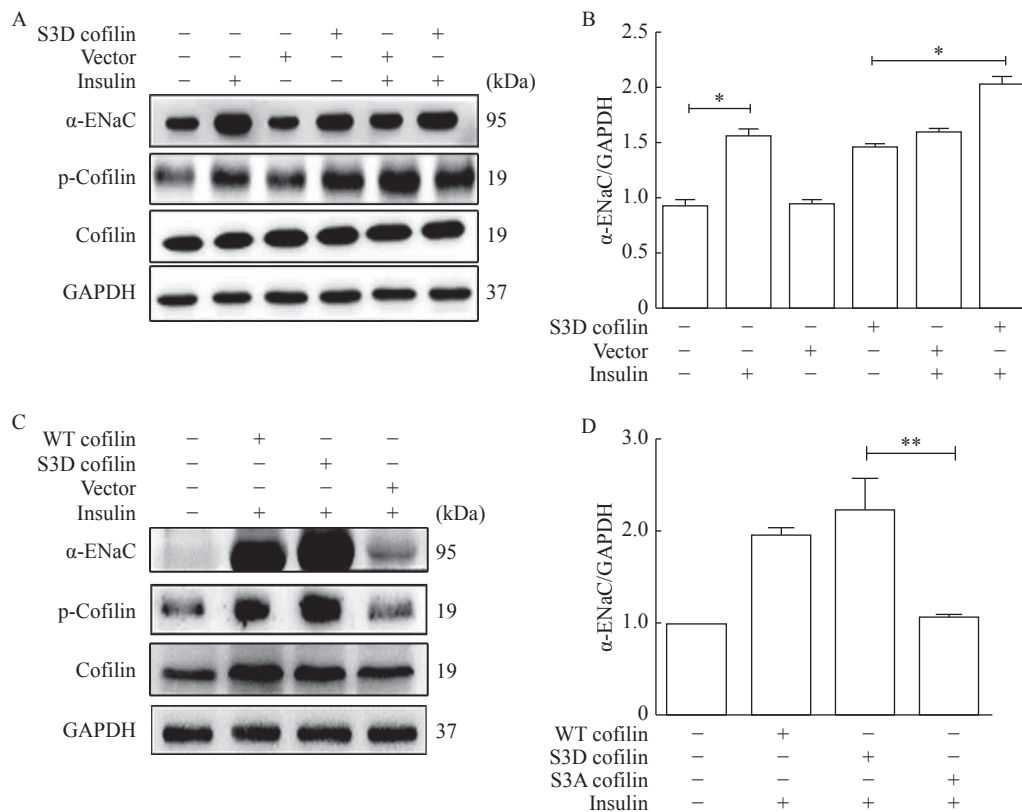 A
S3D cofilin − − − + − +
Vector − − + − + −
Insulin − + − − + + (kDa)
α-ENaC 95
p-Cofilin 19
Cofilin 19
GAPDH 37
B
α-ENaC/GAPDH
2.5
2.0
1.5
1.0
0.5
0
* *
S3D cofilin − − − + − +
Vector − − + − + −
Insulin − + − − + +
C
WT cofilin − + − −
S3D cofilin − − + −
Vector − − − +
Insulin − + + + (kDa)
α-ENaC 95
p-Cofilin 19
Cofilin 19
GAPDH 37
D
α-ENaC/GAPDH
3.0
2.0
1.0
0
**
WT cofilin − + − −
S3D cofilin − − + −
S3A cofilin − − − +
Insulin − + + +